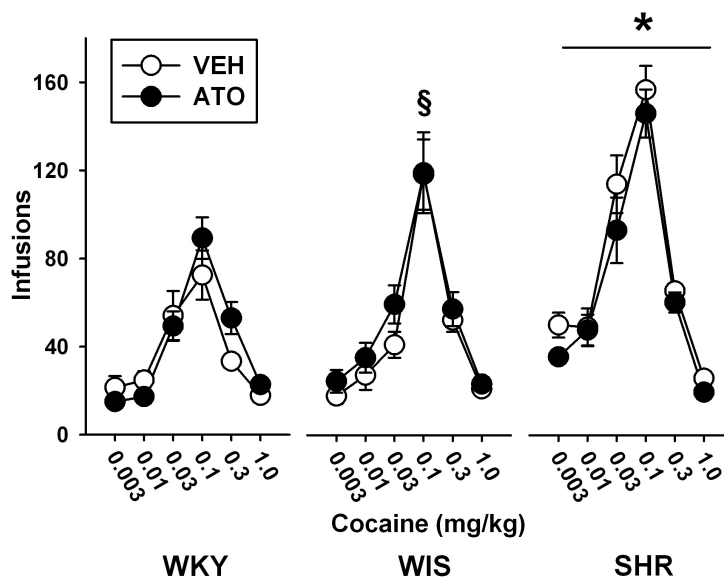 VEH
ATO
*
§
160
120
80
40
0
Infusions
0.003 0.01 0.03 0.1 0.3 1.0 0.003 0.01 0.03 0.1 0.3 1.0 0.003 0.01 0.03 0.1 0.3 1.0
Cocaine (mg/kg)
WKY WIS SHR